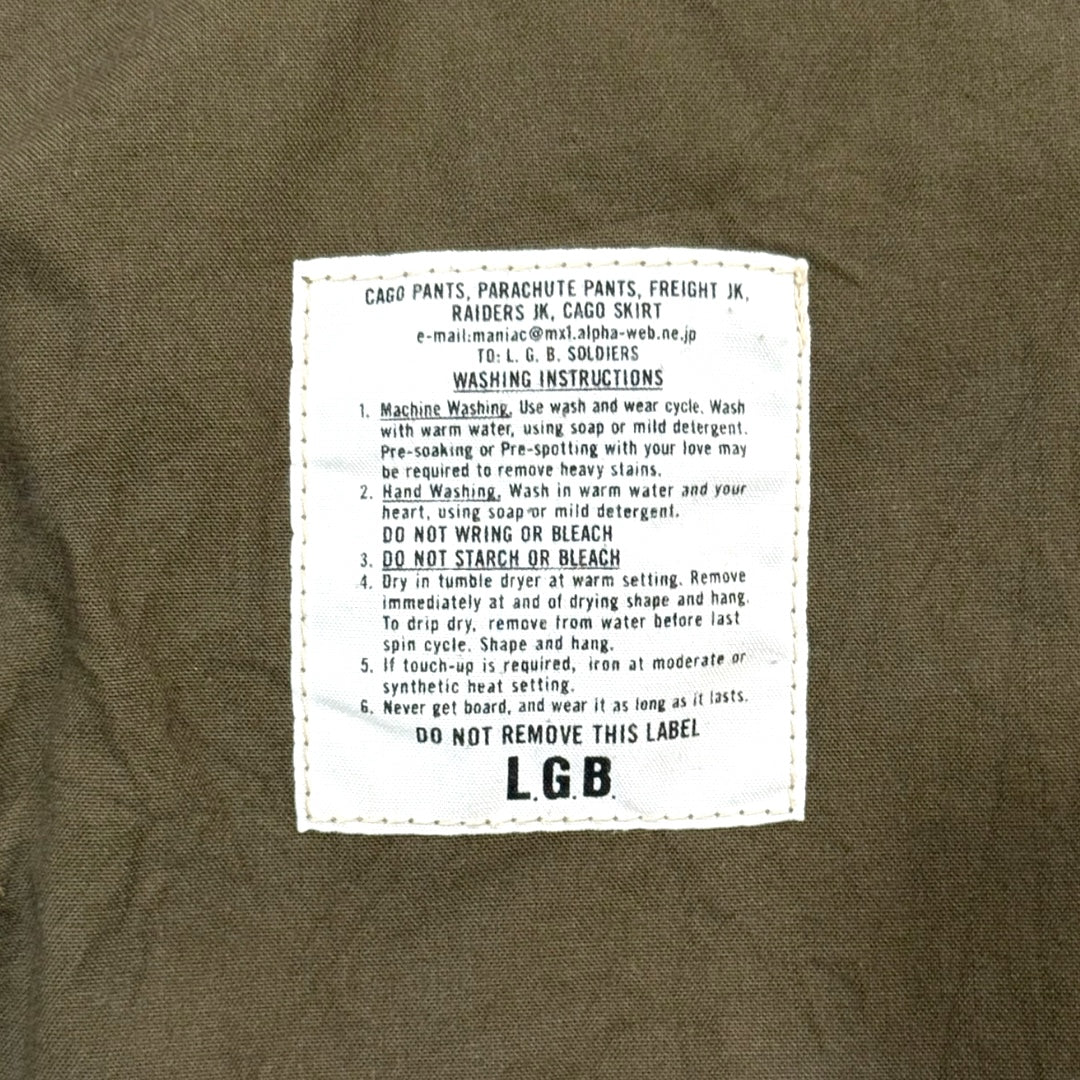 CAGO PANTS, PARACHUTE PANTS, FREIGHT JK,
RAIDERS JK, CAGO SKIRT
e-mail:maniac@mx1.alpha-web.ne.jp
TO: L. G. B. SOLDIERS
WASHING INSTRUCTIONS
1. Machine Washing. Use wash and wear cycle. Wash
with warm water, using soap or mild detergent.
Pre-soaking or Pre-spotting with your love may
be required to remove heavy stains.
2. Hand Washing. Wash in warm water and your
heart, using soap or mild detergent.
DO NOT WRING OR BLEACH
3. DO NOT STARCH OR BLEACH
4. Dry in tumble dryer at warm setting. Remove
immediately at and of drying shape and hang.
To drip dry, remove from water before last
spin cycle. Shape and hang.
5. If touch-up is required, iron at moderate or
synthetic heat setting.
6. Never get board, and wear it as long as it lasts.
DO NOT REMOVE THIS LABEL
L.G.B.